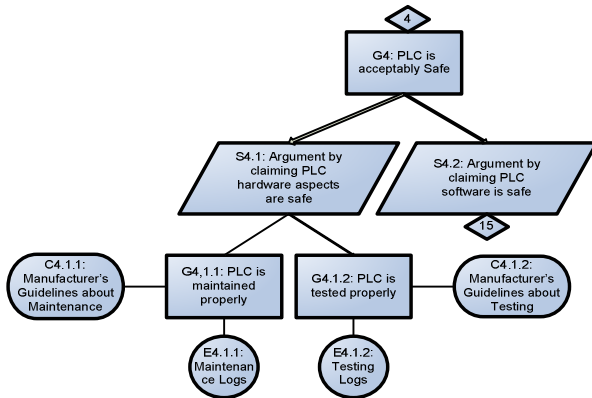 4
G4: PLC is
acceptably Safe
S4.1: Argument by
claiming PLC
hardware aspects
are safe
S4.2: Argument by
claiming PLC
software is safe
15
C4.1.1:
Manufacturer's
Guidelines about
Maintenance
G4,1.1: PLC is
maintained
properly
G4.1.2: PLC is
tested properly
C4.1.2:
Manufacturer's
Guidelines about
Testing
E4.1.1:
Maintenan
ce Logs
E4.1.2:
Testing
Logs